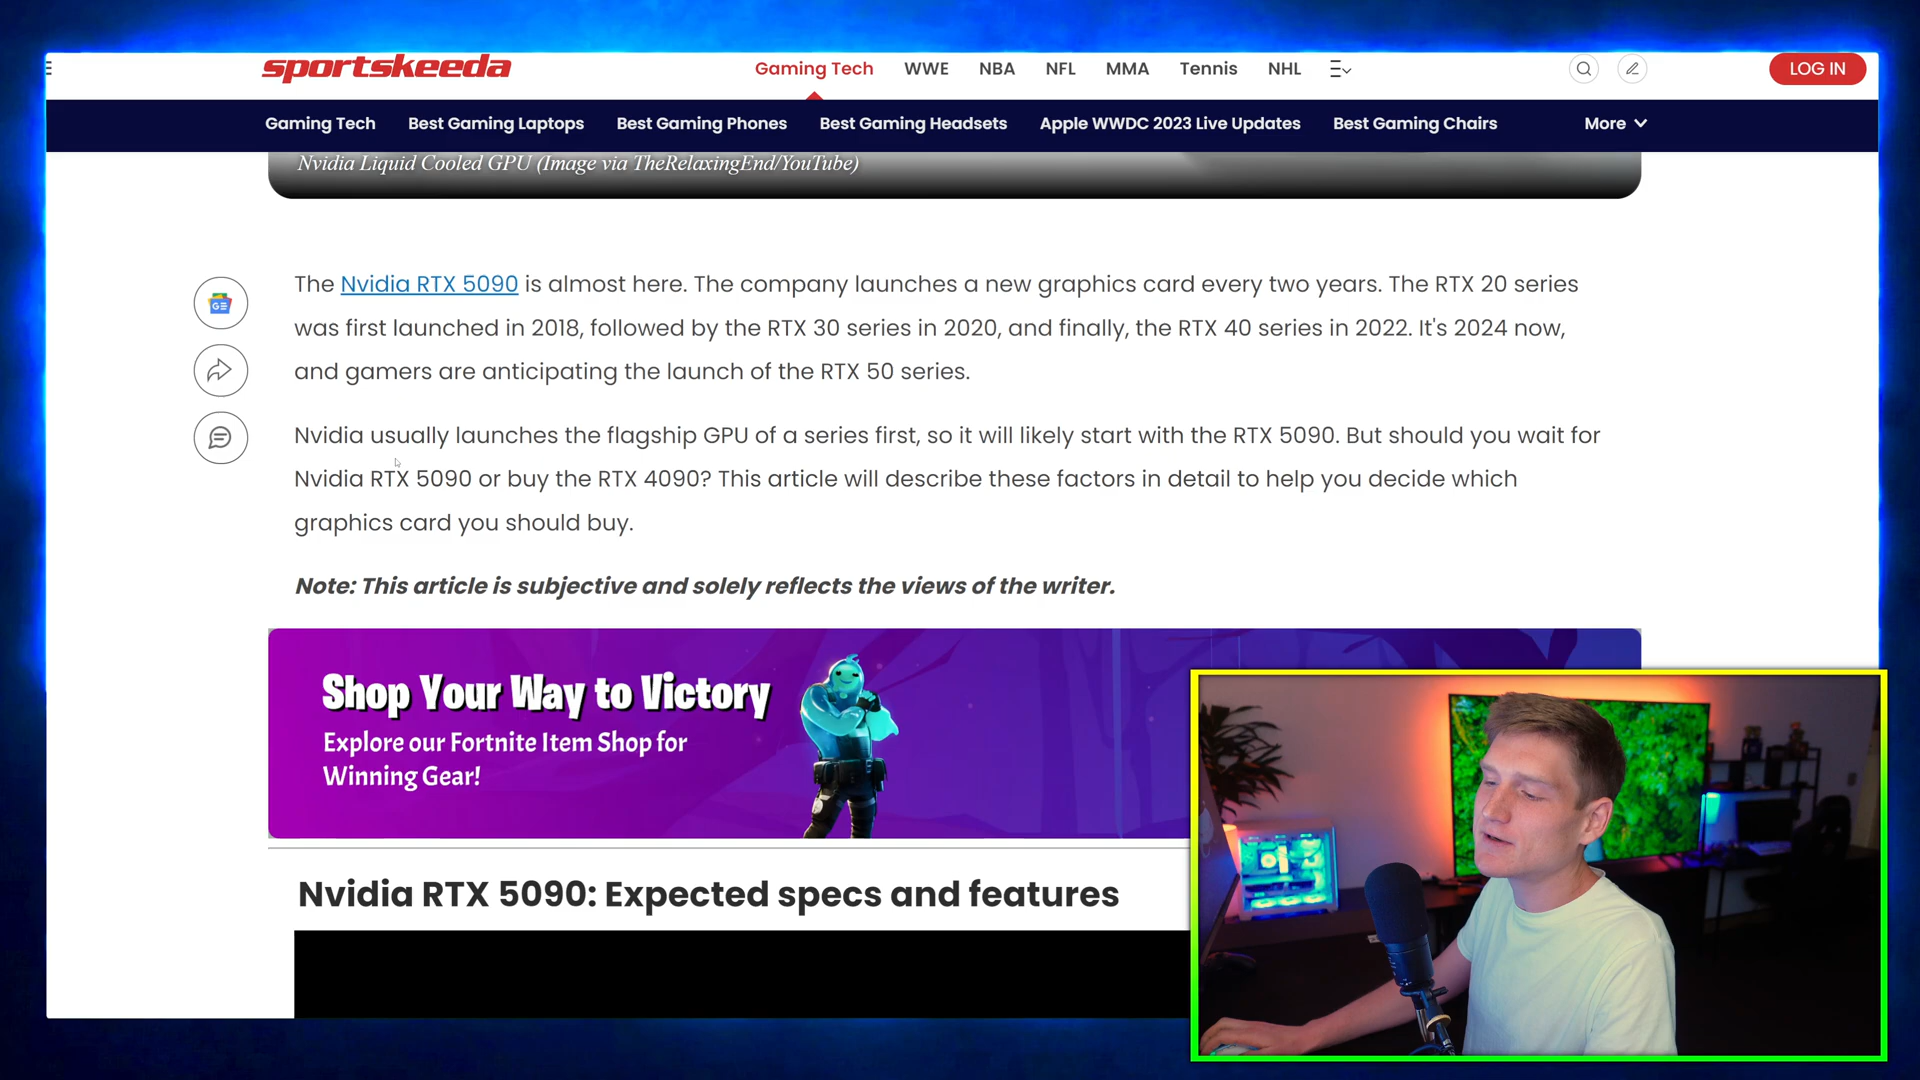 sportskeeda
Gaming Tech WWE NBA NFL MMA Tennis NHL
LOG IN
Gaming Tech Best Gaming Laptops Best Gaming Phones Best Gaming Headsets Apple WWDC 2023 Live Updates Best Gaming Chairs More
Nvidia Liquid Cooled GPU (Image via TheRelaxingEnd/YouTube)
The Nvidia RTX 5090 is almost here. The company launches a new graphics card every two years. The RTX 20 series
was first launched in 2018, followed by the RTX 30 series in 2020, and finally, the RTX 40 series in 2022. It's 2024 now,
and gamers are anticipating the launch of the RTX 50 series.
Nvidia usually launches the flagship GPU of a series first, so it will likely start with the RTX 5090. But should you wait for
Nvidia RTX 5090 or buy the RTX 4090? This article will describe these factors in detail to help you decide which
graphics card you should buy.
Note: This article is subjective and solely reflects the views of the writer.
Shop Your Way to Victory
Explore our Fortnite Item Shop for
Winning Gear!
Nvidia RTX 5090: Expected specs and features